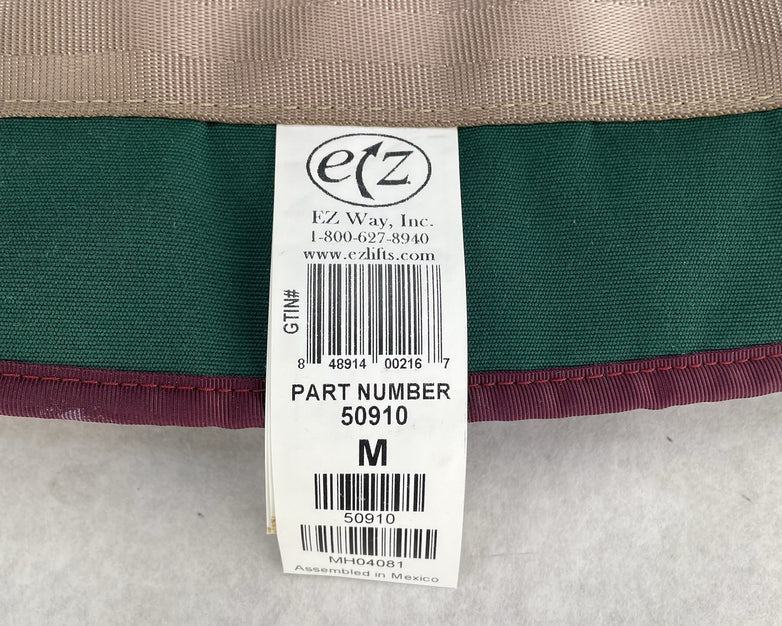 ez
EZ Way, Inc.
1-800-627-8940
www.ezlifts.com
GTIN#
8 48914 00216 7
PART NUMBER
50910
M
50910
MH04081
Assembled in Mexico